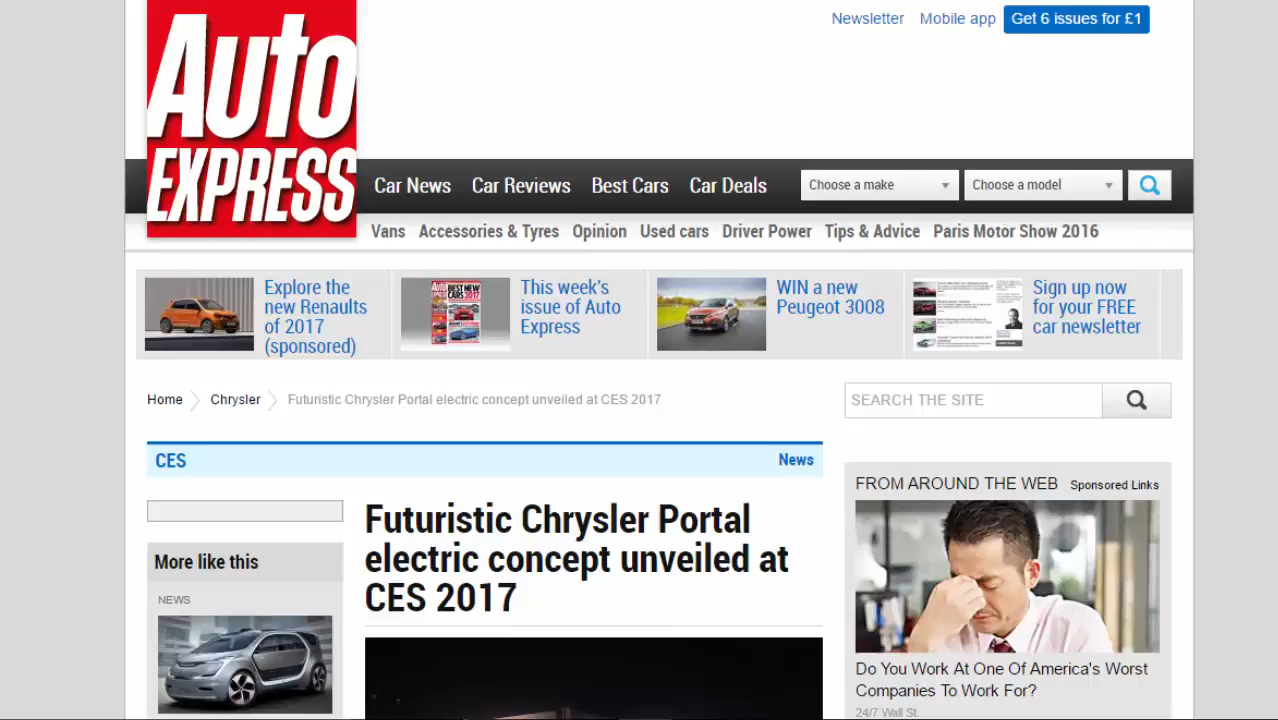 Auto
EXPRESS
Newsletter
Mobile app
Get 6 issues for £1
Car News
Car Reviews
Best Cars
Car Deals
Choose a make
Choose a model
Vans
Accessories & Tyres
Opinion
Used cars
Driver Power
Tips & Advice
Paris Motor Show 2016
Explore the
new Renaults
of 2017
(sponsored)
This week's
issue of Auto
Express
WIN a new
Peugeot 3008
Sign up now
for your FREE
car newsletter
Home
Chrysler
Futuristic Chrysler Portal electric concept unveiled at CES 2017
SEARCH THE SITE
CES
News
Futuristic Chrysler Portal
electric concept unveiled at
CES 2017
More like this
NEWS
FROM AROUND THE WEB
Sponsored Links
Do You Work At One Of America's Worst
Companies To Work For?
24/7 Wall St.